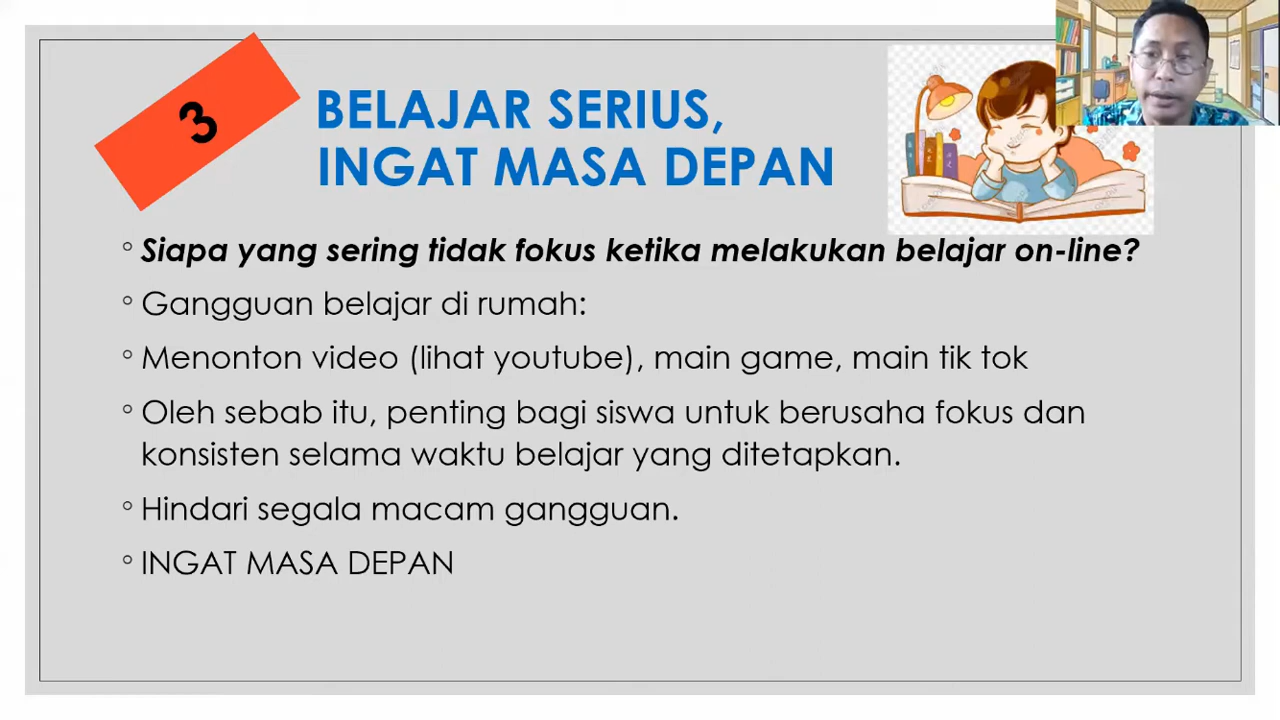 3
BELAJAR SERIUS,
INGAT MASA DEPAN
Siapa yang sering tidak fokus ketika melakukan belajar on-line?
Gangguan belajar di rumah:
Menonton video (lihat youtube), main game, main tik tok
Oleh sebab itu, penting bagi siswa untuk berusaha fokus dan
konsisten selama waktu belajar yang ditetapkan.
Hindari segala macam gangguan.
INGAT MASA DEPAN